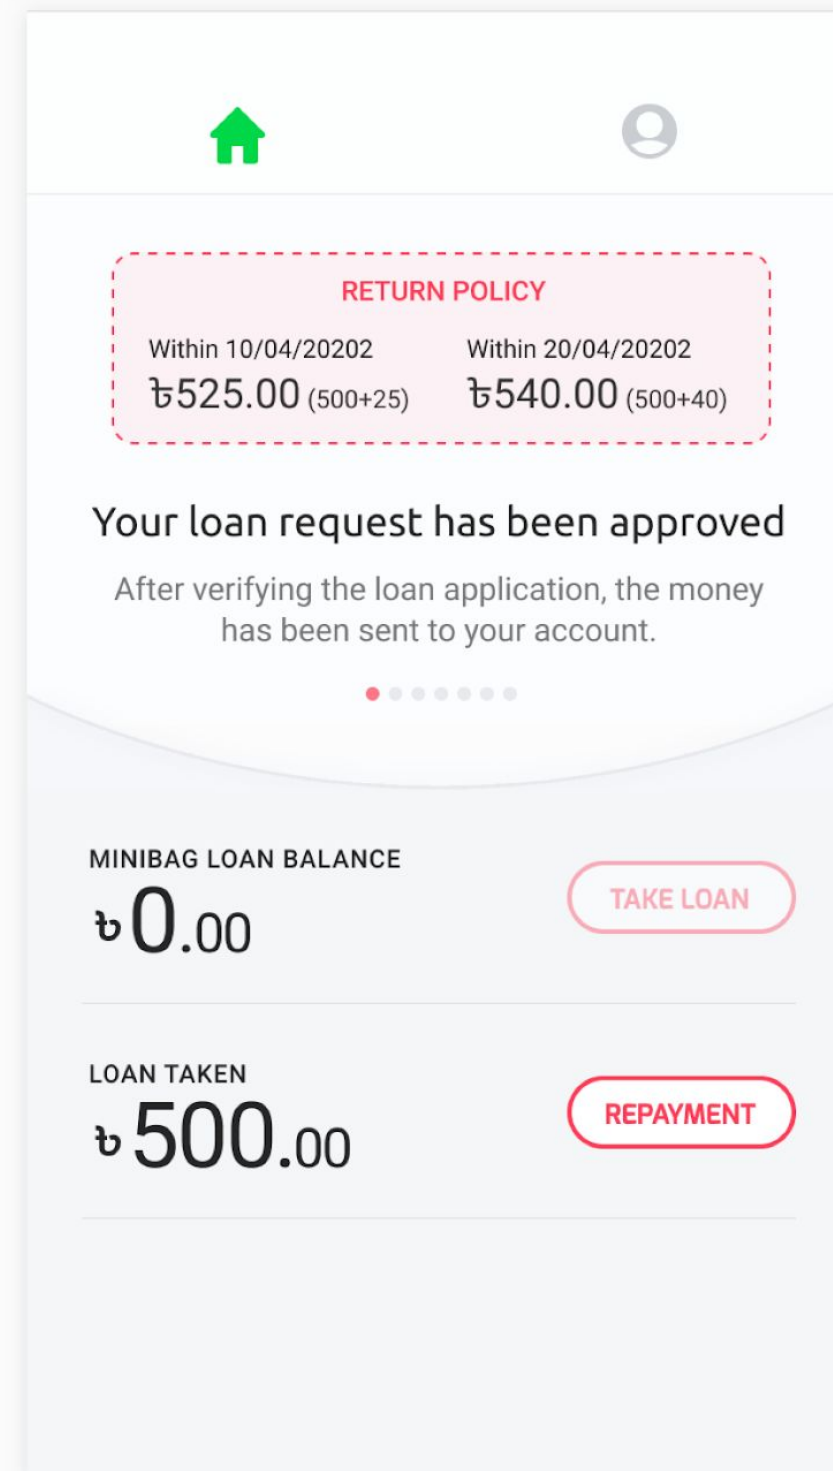 RETURN POLICY
Within 10/04/20202 Within 20/04/20202
৳525.00 (500+25) ৳540.00 (500+40)
Your loan request has been approved
After verifying the loan application, the money
has been sent to your account.
MINIBAG LOAN BALANCE
৳0.00
TAKE LOAN
LOAN TAKEN
৳500.00
REPAYMENT